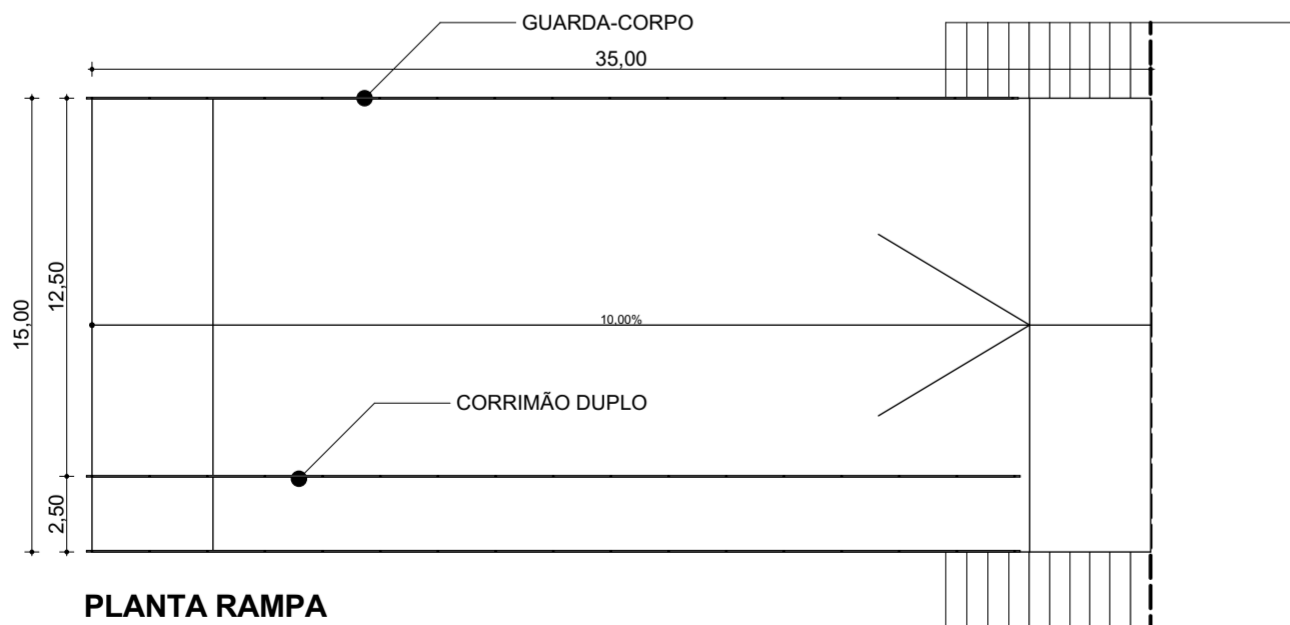 GUARDA-CORPO
35,00
12,50
15,00
10,00%
CORRIMÃO DUPLO
2,50
PLANTA RAMPA